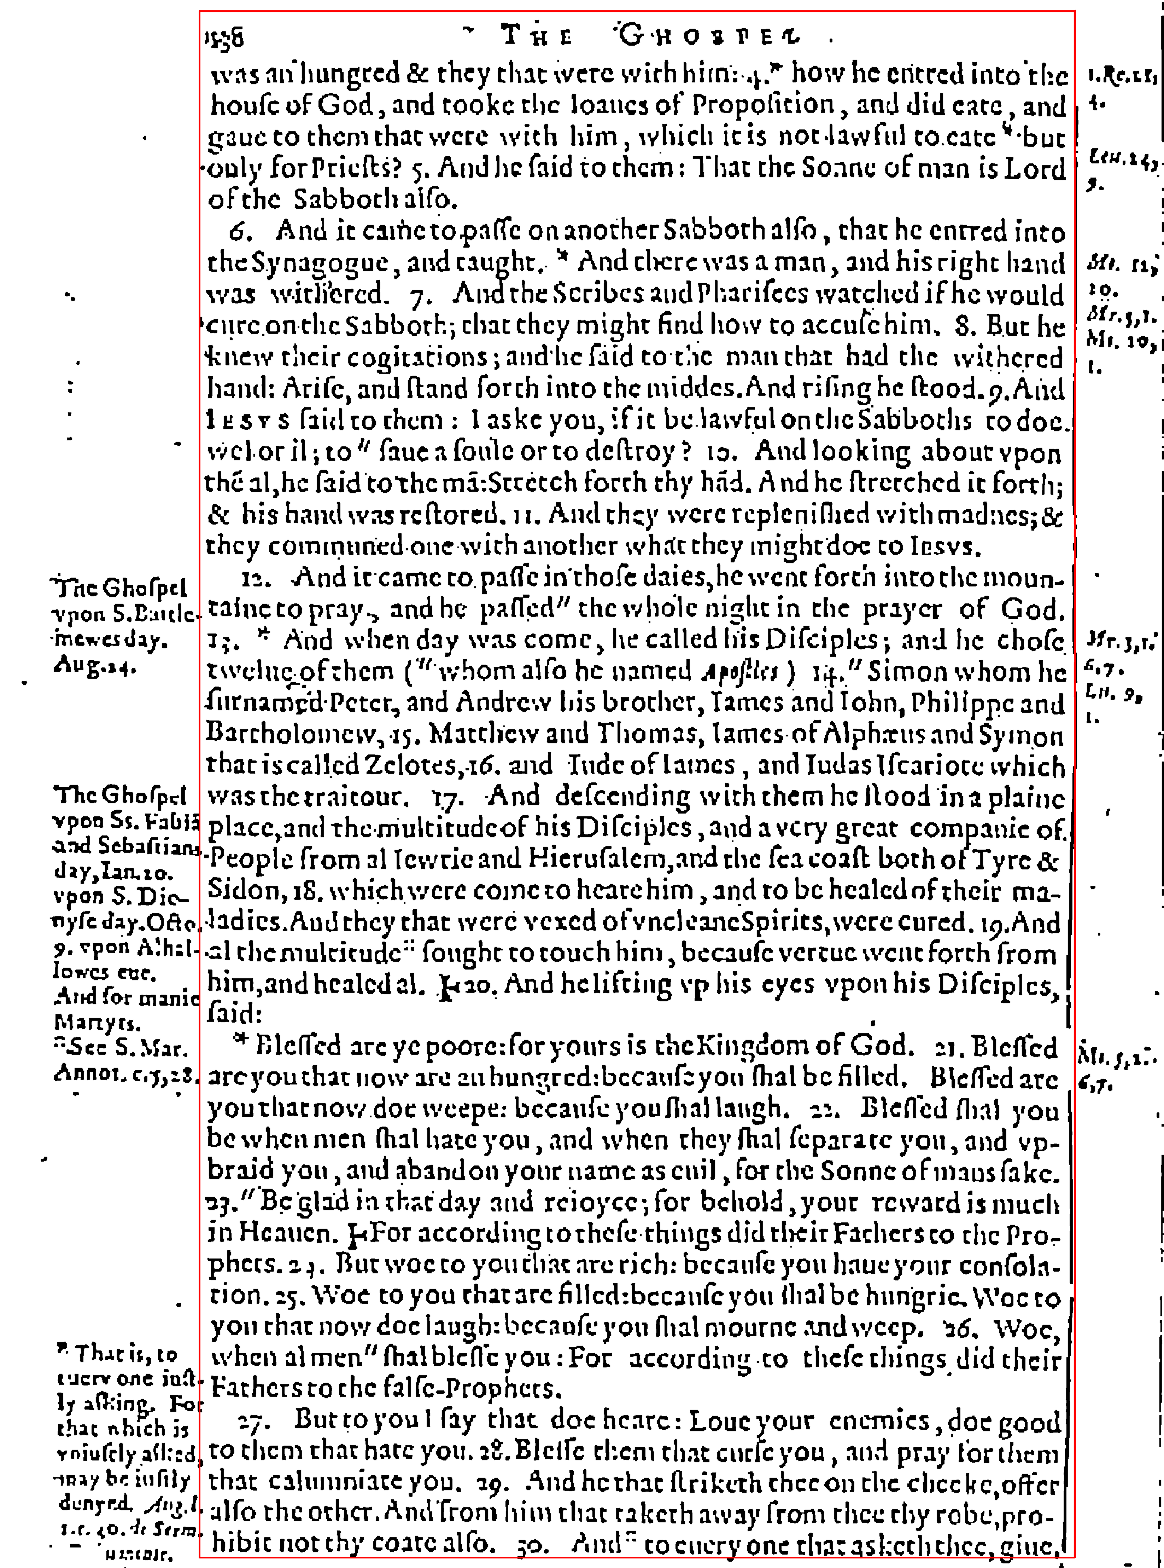 138 THE GHOSPEL
was an hungred & they that were with him: 4.* how he entred into the
houſe of God, and tooke the loaues of Propoſition, and did eate, and
gaue to them that were with him, which it is not lawful to eate * but
only for Prieſts? 5. And he ſaid to them: That the Sonne of man is Lord
of the Sabboth alſo.
6. And it came to paſſe on another Sabboth alſo, that he entred into
the Synagogue, and taught. * And there was a man, and his right hand
was withered. 7. And the Scribes and Phariſees watched if he would
cure on the Sabboth; that they might find how to accuſe him. 8. But he
knew their cogitations; and he ſaid to the man that had the withered
hand: Ariſe, and ſtand forth into the middes. And riſing he ſtood. 9. And
IESVS ſaid to them: I aske you, if it be lawful on the Sabboths to doe
wel or il; to " ſaue a ſoule or to deſtroy? 10. And looking about vpon
thē al, he ſaid to the mā: Stretch forth thy hād. And he ſtretched it forth;
& his hand was reſtored. 11. And they were repleniſhed with madnes; &
they communed one with another what they might doe to Iesvs.
12. And it came to paſſe in thoſe daies, he went forth into the moun-
taine to pray, and he paſſed " the whole night in the prayer of God.
13. * And when day was come, he called his Diſciples; and he choſe
twelue of them (" whom alſo he named Apoſtles) 14. " Simon whom he
ſurnamed Peter, and Andrew his brother, Iames and Iohn, Philippe and
Bartholomew, 15. Matthew and Thomas, Iames of Alphæus and Symon
that is called Zelotes, 16. and Iude of Iames, and Iudas Iſcariote which
was the traitour. 17. And deſcending with them he ſtood in a plaine
place, and the multitude of his Diſciples, and a very great companie of
People from al Iewrie and Hieruſalem, and the ſea coaſt both of Tyre &
Sidon, 18. which were come to heare him, and to be healed of their ma-
ladies. And they that were vexed of vncleane Spirits, were cured. 19. And
al the multitude :: ſought to touch him, becauſe vertue went forth from
him, and healed al. 20. And he lifting vp his eyes vpon his Diſciples,
ſaid:
* Bleſſed are ye poore: for yours is the Kingdom of God. 21. Bleſſed
are you that now are an hungred: becauſe you ſhal be filled. Bleſſed are
you that now doe weepe: becauſe you ſhal laugh. 22. Bleſſed ſhal you
be when men ſhal hate you, and when they ſhal ſeparate you, and vp-
braid you, and abandon your name as euil, for the Sonne of mans ſake.
23. " Be glad in that day and reioyce; for behold, your reward is much
in Heauen. For according to theſe things did their Fathers to the Pro-
phets. 24. But woe to you that are rich: becauſe you haue your conſola-
tion. 25. Woe to you that are filled: becauſe you ſhal be hungrie. Woe to
you that now doe laugh: becauſe you ſhal mourne and weep. 26. Woe,
when al men " ſhal bleſſe you: For according to theſe things did their
Fathers to the falſe-Prophets.
27. But to you I ſay that doe heare: Loue your enemies, doe good
to them that hate you. 28. Bleſſe them that curſe you, and pray for them
that calumniate you. 29. And he that ſtriketh thee on the cheeke, offer
alſo the other. And from him that taketh away from thee thy robe, pro-
hibit not thy coate alſo. 30. And :: to euery one that asketh thee, giue,
The Ghoſpel
vpon S. Bartle-
mewes day.
Aug. 24.
The Ghoſpel
vpon Ss. Fabiā
and Sebaſtians
day, Ian. 20.
vpon S. Dio-
nyſe day. Octo.
9. vpon Alhal-
lowes eue.
And for manie
Martyrs.
:: See S. Mar.
Annot. c. 5, 28.
:: That is, to
euery one iuſt-
ly aſking. For
that which is
vniuſtly aſked,
may be iuſtly
denyed. Aug. l.
1. c. 40. de Serm.
1. Re. 21,
4.
Leu. 24,
9.
Mt. 12,
10.
Mr. 3, 1.
Mt. 10,
1.
Mr. 3, 1.
6, 7.
Lu. 9,
1.
Mt. 5, 2.
6, 7.